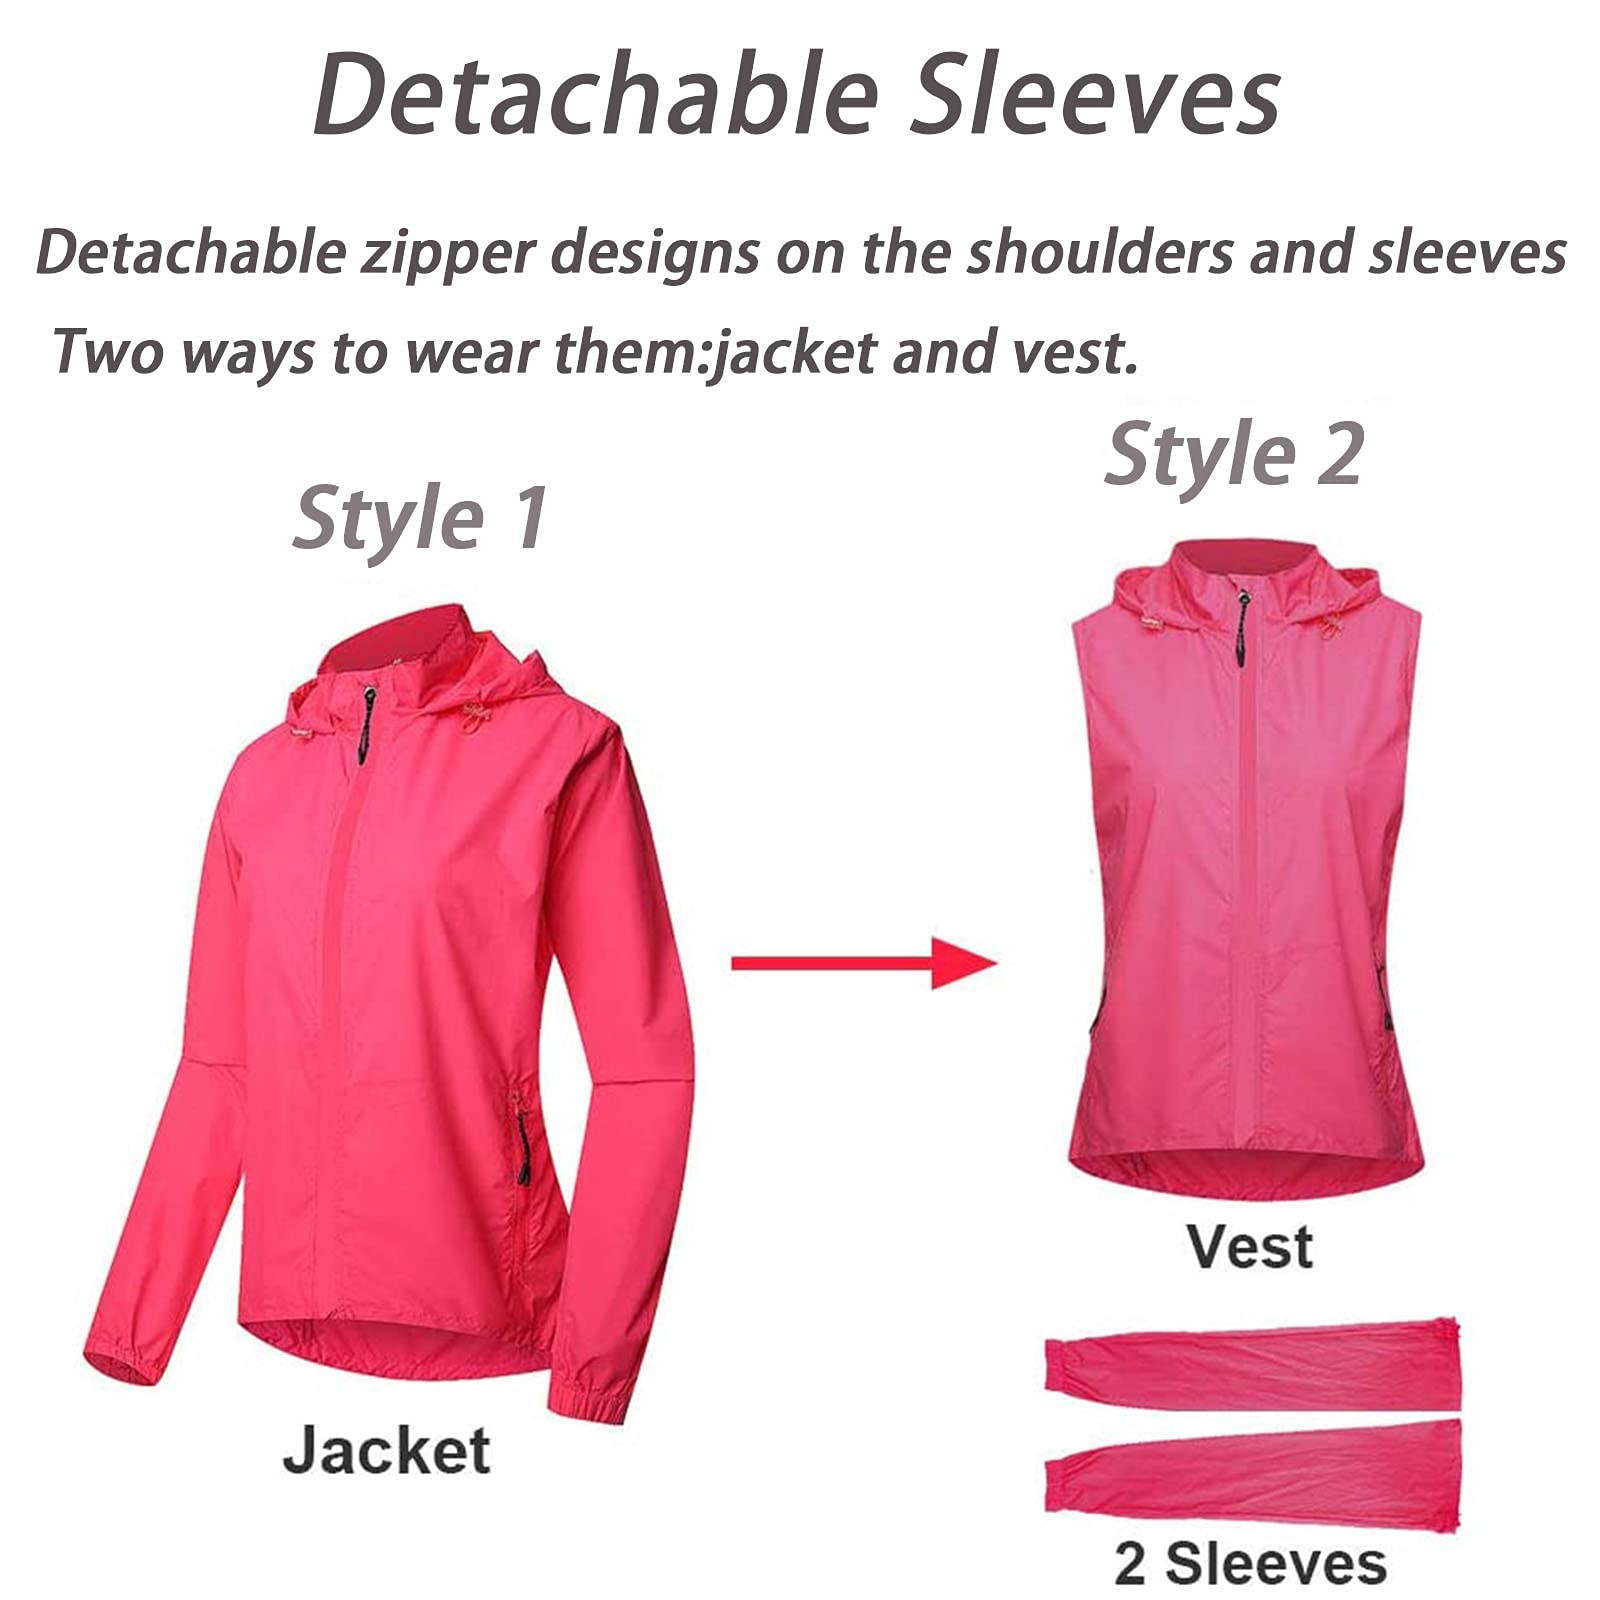 Detachable Sleeves
Detachable zipper designs on the shoulders and sleeves
Two ways to wear them:jacket and vest.
Style 1
Style 2
Jacket
Vest
2 Sleeves